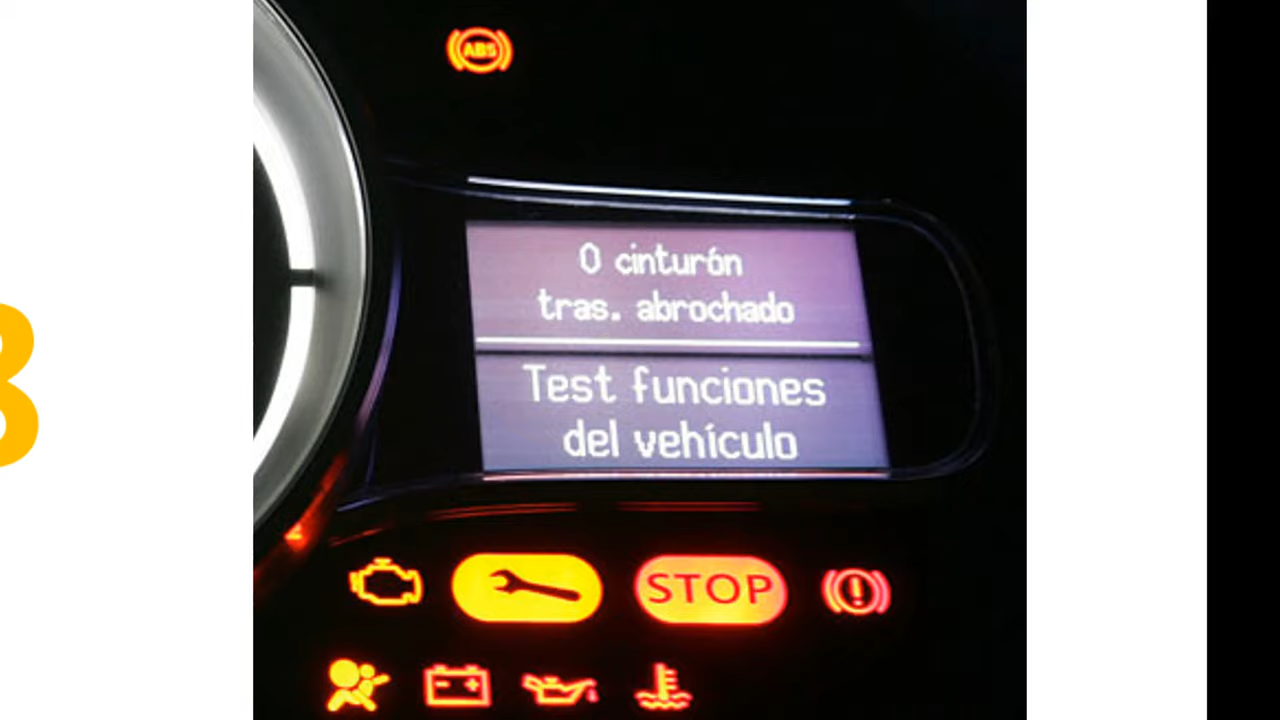 ABS
0 cinturón
tras. abrochado
Test funciones
del vehículo
STOP